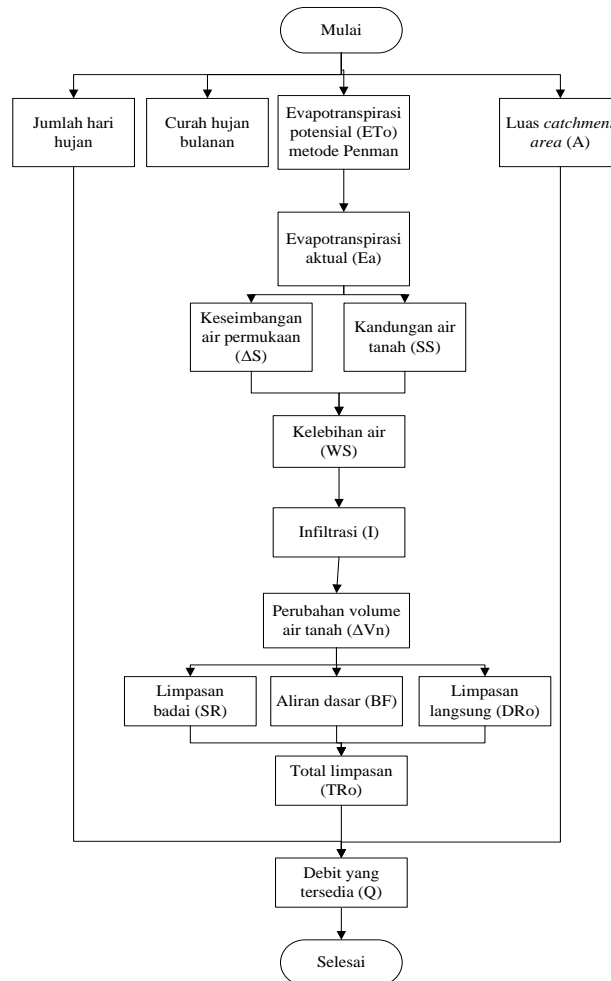 Mulai
Jumlah hari
hujan
Curah hujan
bulanan
Evapotranspirasi
potensial (ETo)
metode Penman
Luas catchment
area (A)
Evapotranspirasi
aktual (Ea)
Keseimbangan
air permukaan
(ΔS)
Kandungan air
tanah (SS)
Kelebihan air
(WS)
Infiltrasi (I)
Perubahan volume
air tanah (ΔVn)
Limpasan
badai (SR)
Aliran dasar (BF)
Limpasan
langsung (DRo)
Total limpasan
(TRo)
Debit yang
tersedia (Q)
Selesai